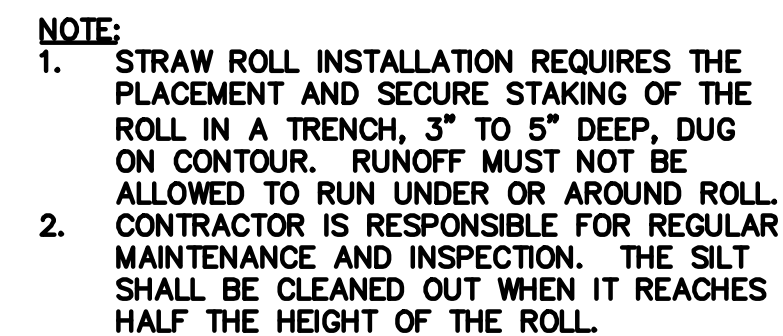 NOTE:
1. STRAW ROLL INSTALLATION REQUIRES THE
PLACEMENT AND SECURE STAKING OF THE
ROLL IN A TRENCH, 3" TO 5" DEEP, DUG
ON CONTOUR. RUNOFF MUST NOT BE
ALLOWED TO RUN UNDER OR AROUND ROLL.
2. CONTRACTOR IS RESPONSIBLE FOR REGULAR
MAINTENANCE AND INSPECTION. THE SILT
SHALL BE CLEANED OUT WHEN IT REACHES
HALF THE HEIGHT OF THE ROLL.